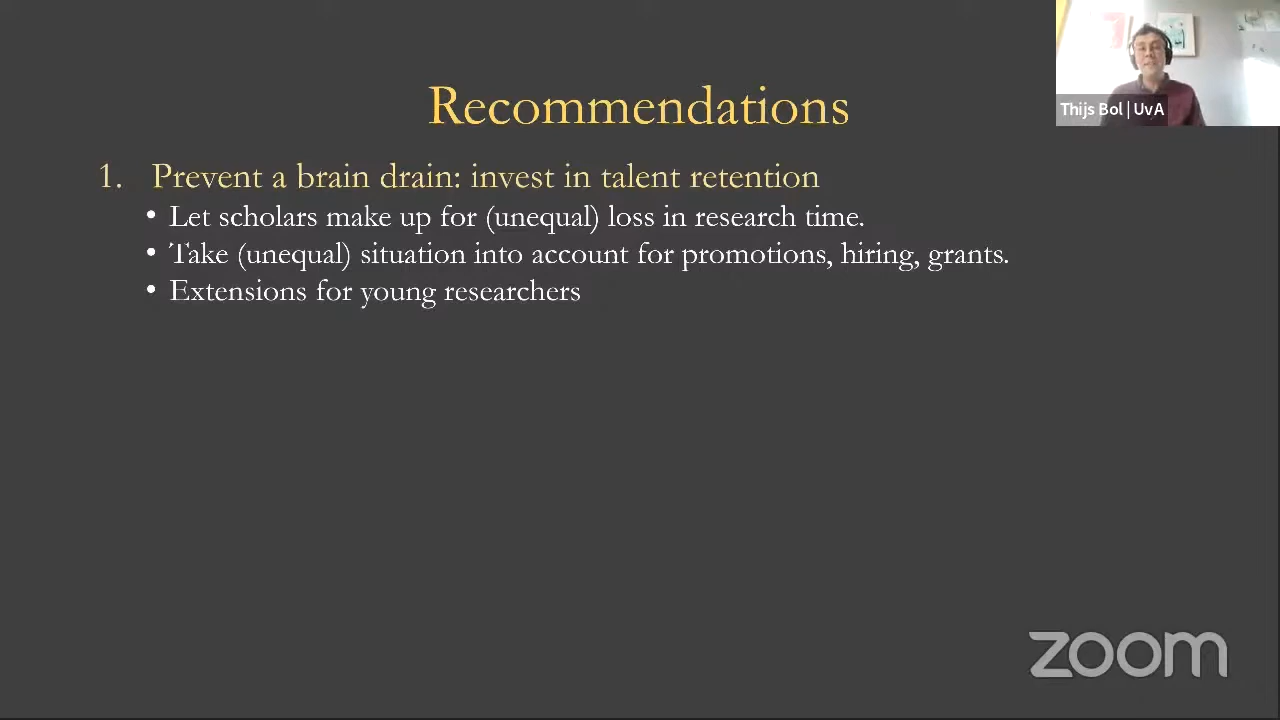 Recommendations
Thijs Bol | UvA
1. Prevent a brain drain: invest in talent retention
• Let scholars make up for (unequal) loss in research time.
• Take (unequal) situation into account for promotions, hiring, grants.
• Extensions for young researchers
zoom